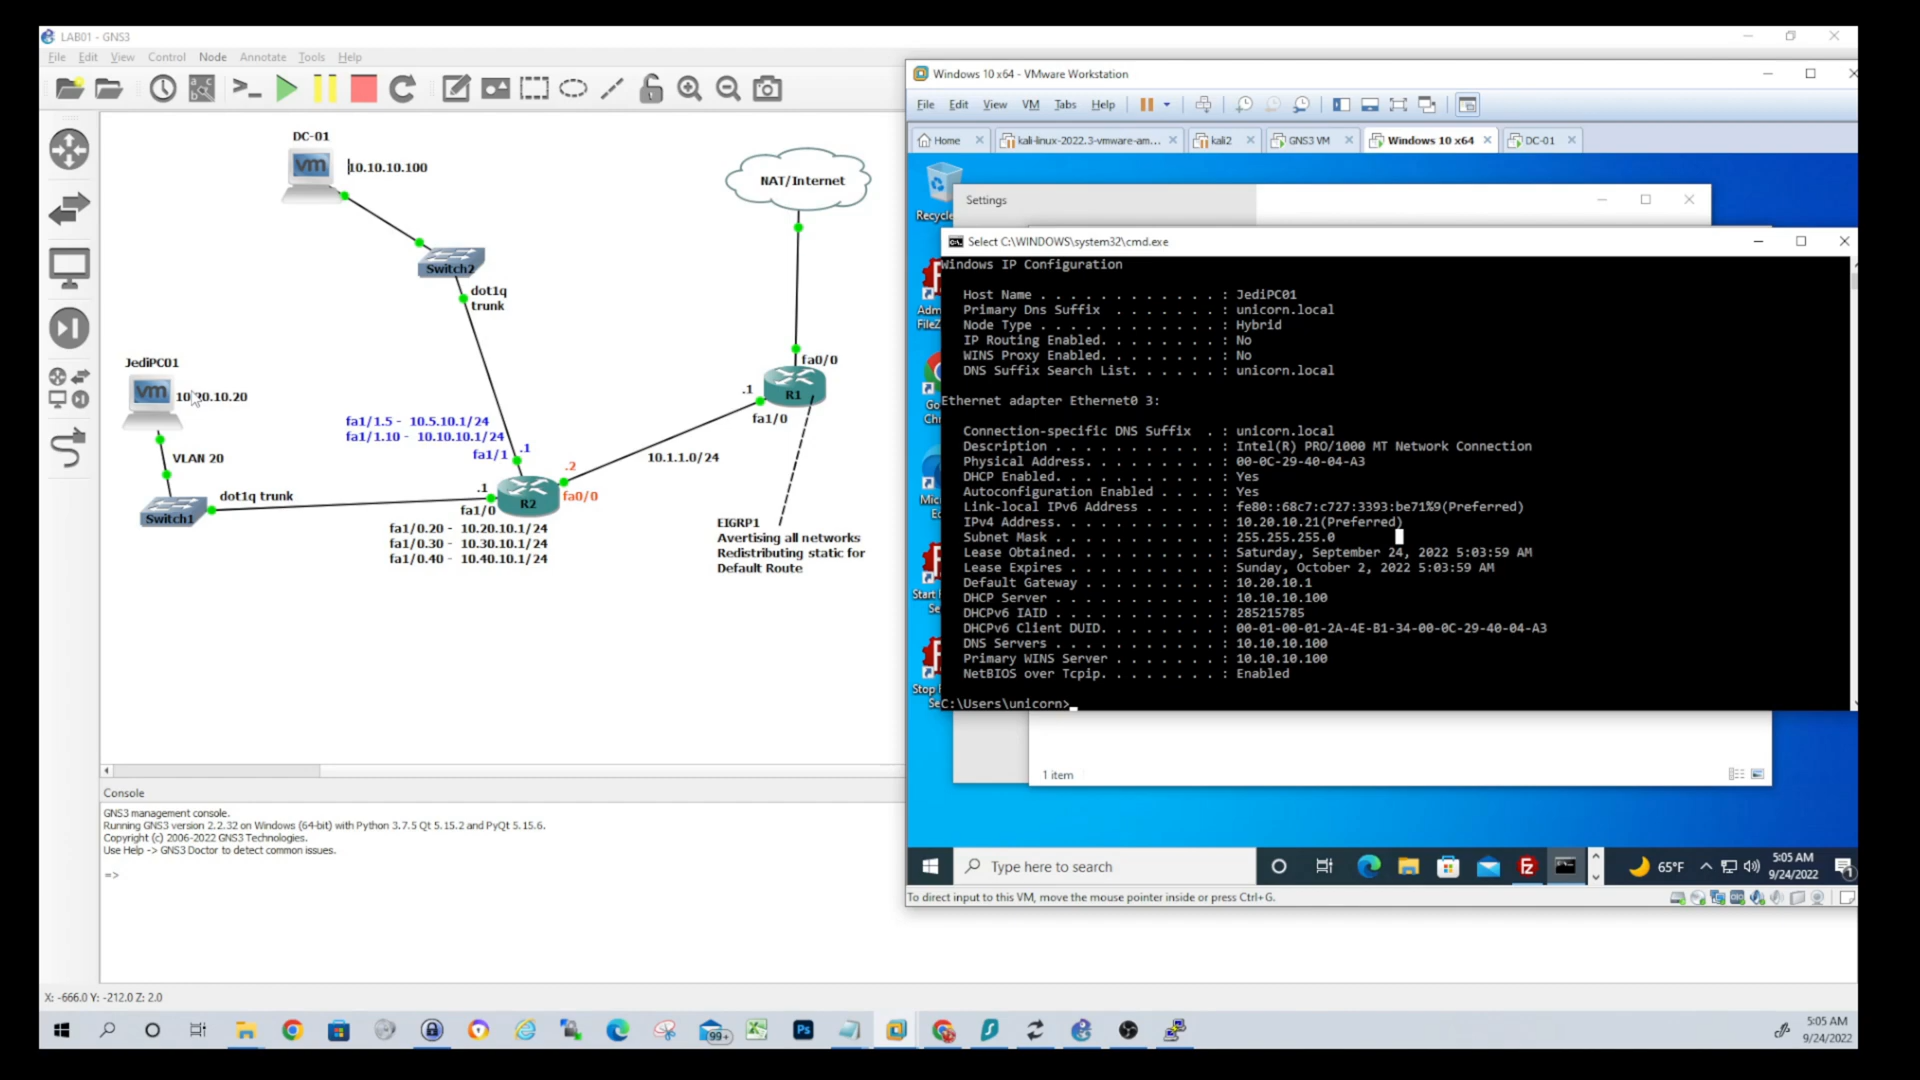 LAB01 - GNS3
File Edit View Control Node Annotate Tools Help
DC-01
vm
10.10.10.100
Switch2
dot1q
trunk
NAT/Internet
JediPC01
vm
10.20.10.20
VLAN 20
Switch1
dot1q trunk
fa1/1.5 - 10.5.10.1/24
fa1/1.10 - 10.10.10.1/24
fa1/1
.1
.1
fa1/0
R2
.2
fa0/0
fa1/0.20 - 10.20.10.1/24
fa1/0.30 - 10.30.10.1/24
fa1/0.40 - 10.40.10.1/24
10.1.1.0/24
fa0/0
.1
R1
fa1/0
EIGRP1
Avertising all networks
Redistributing static for
Default Route
Console
GNS3 management console.
Running GNS3 version 2.2.32 on Windows (64-bit) with Python 3.7.5 Qt 5.15.2 and PyQt 5.15.6.
Copyright (c) 2006-2022 GNS3 Technologies.
Use Help -> GNS3 Doctor to detect common issues.
=>
X: -666.0 Y: -212.0 Z: 2.0
Windows 10 x64 - VMware Workstation
File Edit View VM Tabs Help
Home
kali-linux-2022.3-vmware-am...
kali2
GNS3 VM
Windows 10 x64
DC-01
Recycle
Settings
Select C:\WINDOWS\system32\cmd.exe
Windows IP Configuration
Host Name . . . . . . . . . . . . : JediPC01
Primary Dns Suffix . . . . . . . : unicorn.local
Node Type . . . . . . . . . . . . : Hybrid
IP Routing Enabled. . . . . . . . : No
WINS Proxy Enabled. . . . . . . . : No
DNS Suffix Search List. . . . . . : unicorn.local
Ethernet adapter Ethernet0 3:
Connection-specific DNS Suffix . : unicorn.local
Description . . . . . . . . . . . : Intel(R) PRO/1000 MT Network Connection
Physical Address. . . . . . . . . : 00-0C-29-40-04-A3
DHCP Enabled. . . . . . . . . . . : Yes
Autoconfiguration Enabled . . . . : Yes
Link-local IPv6 Address . . . . . : fe80::68c7:c727:3393:be71%9(Preferred)
IPv4 Address. . . . . . . . . . . : 10.20.10.21(Preferred)
Subnet Mask . . . . . . . . . . . : 255.255.255.0
Lease Obtained. . . . . . . . . . : Saturday, September 24, 2022 5:03:59 AM
Lease Expires . . . . . . . . . . : Sunday, October 2, 2022 5:03:59 AM
Default Gateway . . . . . . . . . : 10.20.10.1
DHCP Server . . . . . . . . . . . : 10.10.10.100
DHCPv6 IAID . . . . . . . . . . . : 285215785
DHCPv6 Client DUID. . . . . . . . : 00-01-00-01-2A-4E-B1-34-00-0C-29-40-04-A3
DNS Servers . . . . . . . . . . . : 10.10.10.100
Primary WINS Server . . . . . . . : 10.10.10.100
NetBIOS over Tcpip. . . . . . . . : Enabled
C:\Users\unicorn>
1 item
Type here to search
65°F
5:05 AM
9/24/2022
To direct input to this VM, move the mouse pointer inside or press Ctrl+G.
99+
Ps
5:05 AM
9/24/2022